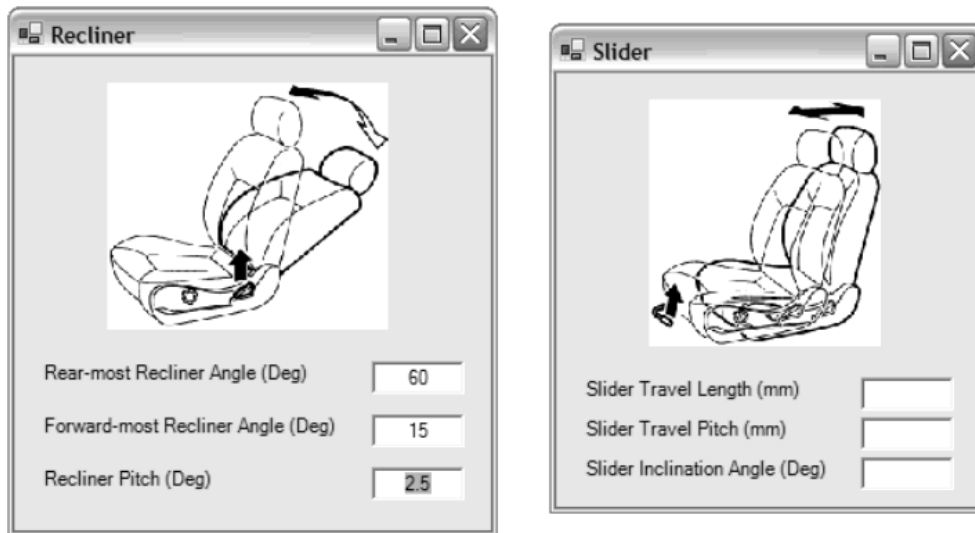 Recliner
Rear-most Recliner Angle (Deg) 60
Forward-most Recliner Angle (Deg) 15
Recliner Pitch (Deg) 2.5
Slider
Slider Travel Length (mm)
Slider Travel Pitch (mm)
Slider Inclination Angle (Deg)